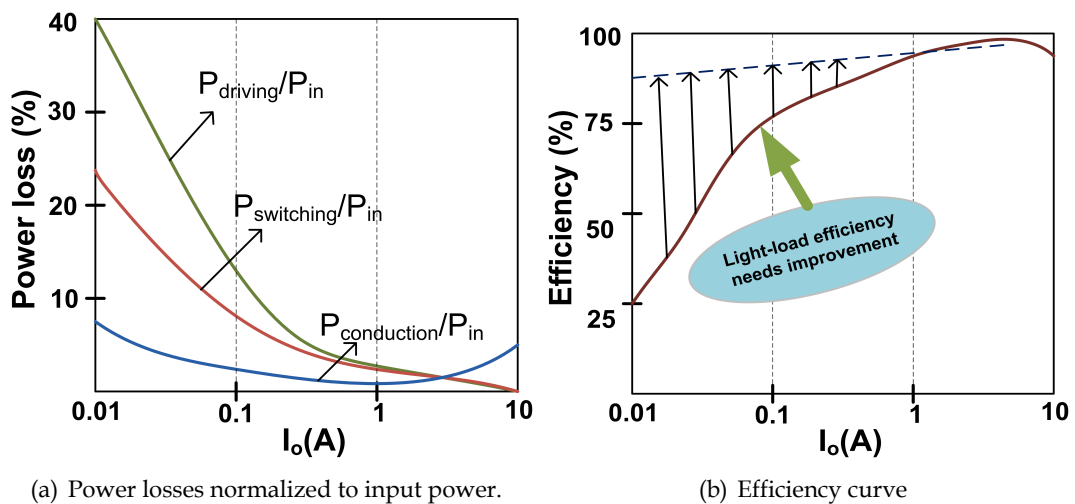 40
30
20
10
Power loss (%)
P_driving/P_in
P_switching/P_in
P_conduction/P_in
0.01
0.1
1
10
I_o(A)
(a) Power losses normalized to input power.
100
75
50
25
Efficiency (%)
Light-load efficiency
needs improvement
0.01
0.1
1
10
I_o(A)
(b) Efficiency curve